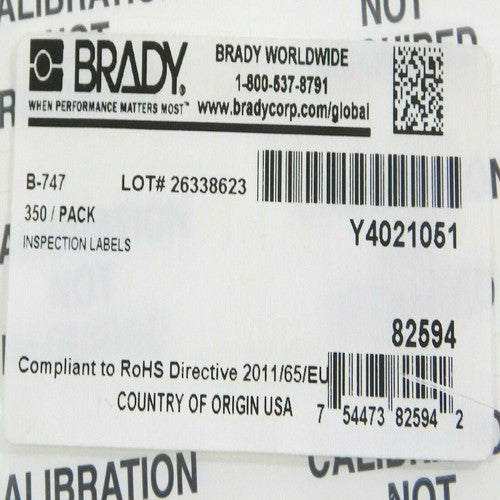 ALIBRATION
NOT
BRADY.
WHEN PERFORMANCE MATTERS MOST™
BRADY WORLDWIDE
1-800-537-8791
www.bradycorp.com/global
B-747 LOT# 26338623
350 / PACK
INSPECTION LABELS
Y4021051
82594
Compliant to RoHS Directive 2011/65/EU
COUNTRY OF ORIGIN USA
7 54473 82594 2
ALIBRATION
NOT